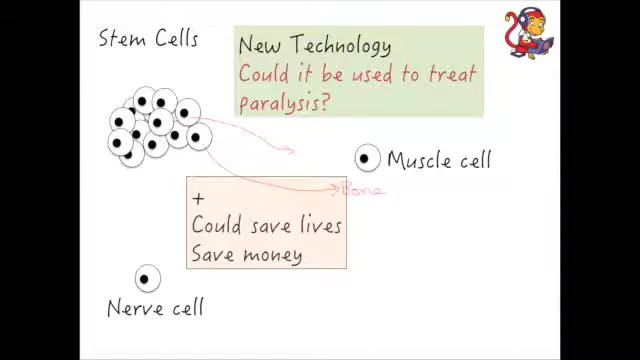 Stem Cells
New Technology
Could it be used to treat
paralysis?
Muscle cell
Bone
+
Could save lives
Save money
Nerve cell